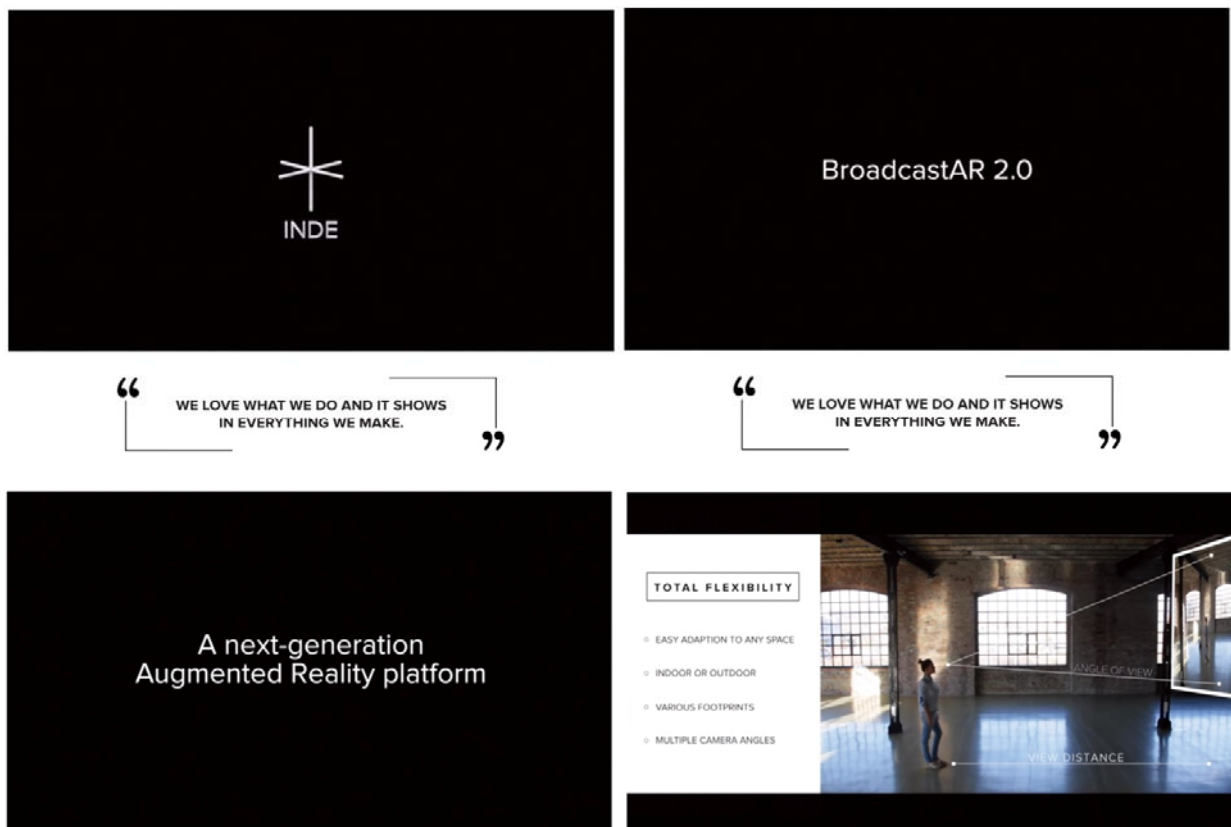 INDE
BroadcastAR 2.0
“ WE LOVE WHAT WE DO AND IT SHOWS
IN EVERYTHING WE MAKE. ”
“ WE LOVE WHAT WE DO AND IT SHOWS
IN EVERYTHING WE MAKE. ”
A next-generation
Augmented Reality platform
TOTAL FLEXIBILITY
EASY ADAPTION TO ANY SPACE
INDOOR OR OUTDOOR
VARIOUS FOOTPRINTS
MULTIPLE CAMERA ANGLES
ANGLE OF VIEW
VIEW DISTANCE